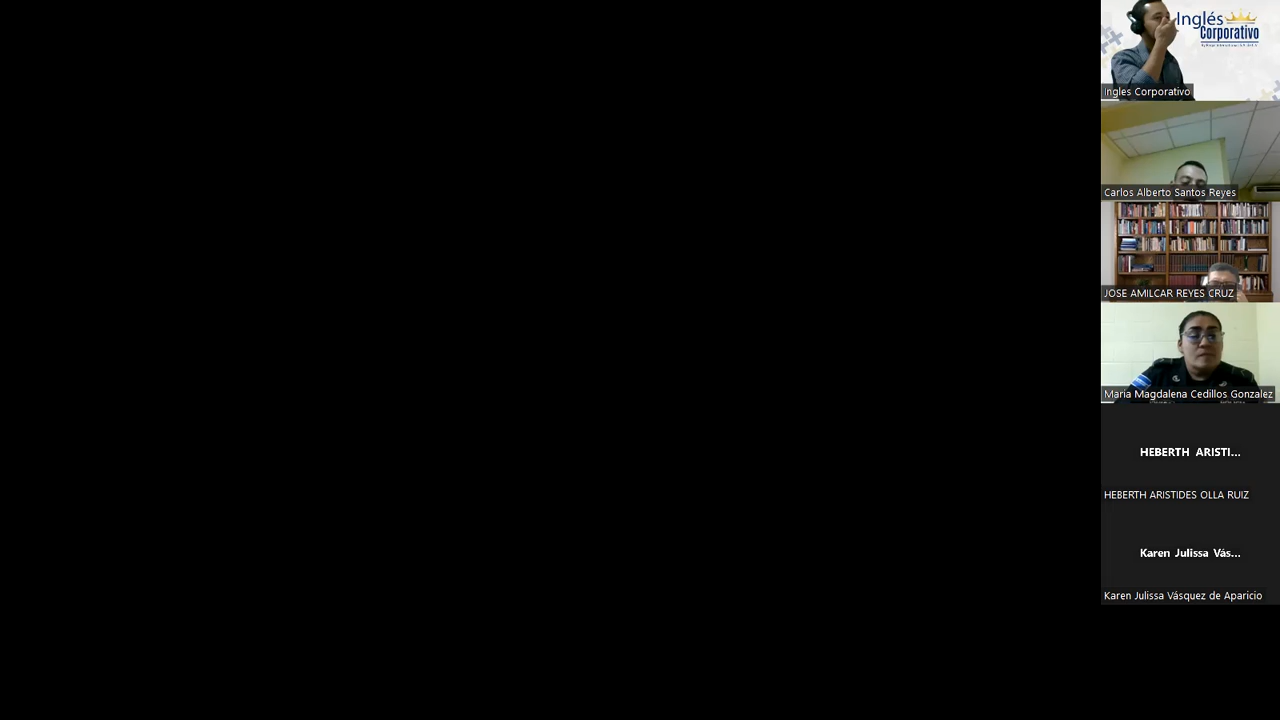 Inglés
Corporativo
Ingles Corporativo
Carlos Alberto Santos Reyes
JOSE AMILCAR REYES CRUZ
Maria Magdalena Cedillos Gonzalez
HEBERTH ARISTI...
HEBERTH ARISTIDES OLLA RUIZ
Karen Julissa Vás...
Karen Julissa Vásquez de Aparicio